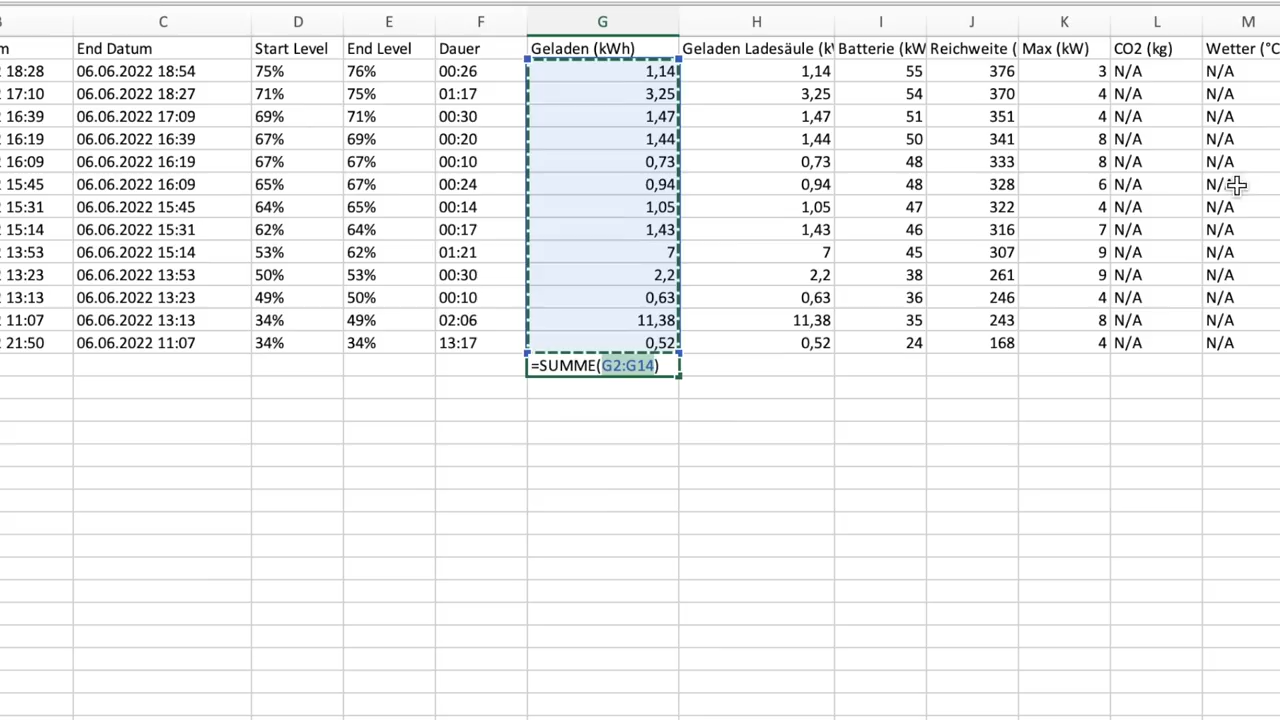 C D E F G H I J K L M
End Datum Start Level End Level Dauer Geladen (kWh) Geladen Ladesäule Batterie Reichweite Max (kW) CO2 (kg) Wetter
18:28 06.06.2022 18:54 75% 76% 00:26 1,14 1,14 55 376 3 N/A N/A
17:10 06.06.2022 18:27 71% 75% 01:17 3,25 3,25 54 370 4 N/A N/A
16:39 06.06.2022 17:09 69% 71% 00:30 1,47 1,47 51 351 4 N/A N/A
16:19 06.06.2022 16:39 67% 69% 00:20 1,44 1,44 50 341 8 N/A N/A
16:09 06.06.2022 16:19 67% 67% 00:10 0,73 0,73 48 333 8 N/A N/A
15:45 06.06.2022 16:09 65% 67% 00:24 0,94 0,94 48 328 6 N/A
15:31 06.06.2022 15:45 64% 65% 00:14 1,05 1,05 47 322 4 N/A N/A
15:14 06.06.2022 15:31 62% 64% 00:17 1,43 1,43 46 316 7 N/A N/A
13:53 06.06.2022 15:14 53% 62% 01:21 7 7 45 307 9 N/A N/A
13:23 06.06.2022 13:53 50% 53% 00:30 2,2 2,2 38 261 9 N/A N/A
13:13 06.06.2022 13:23 49% 50% 00:10 0,63 0,63 36 246 4 N/A N/A
11:07 06.06.2022 13:13 34% 49% 02:06 11,38 11,38 35 243 8 N/A N/A
21:50 06.06.2022 11:07 34% 34% 13:17 0,52 0,52 24 168 4 N/A N/A
=SUMME(G2:G14)